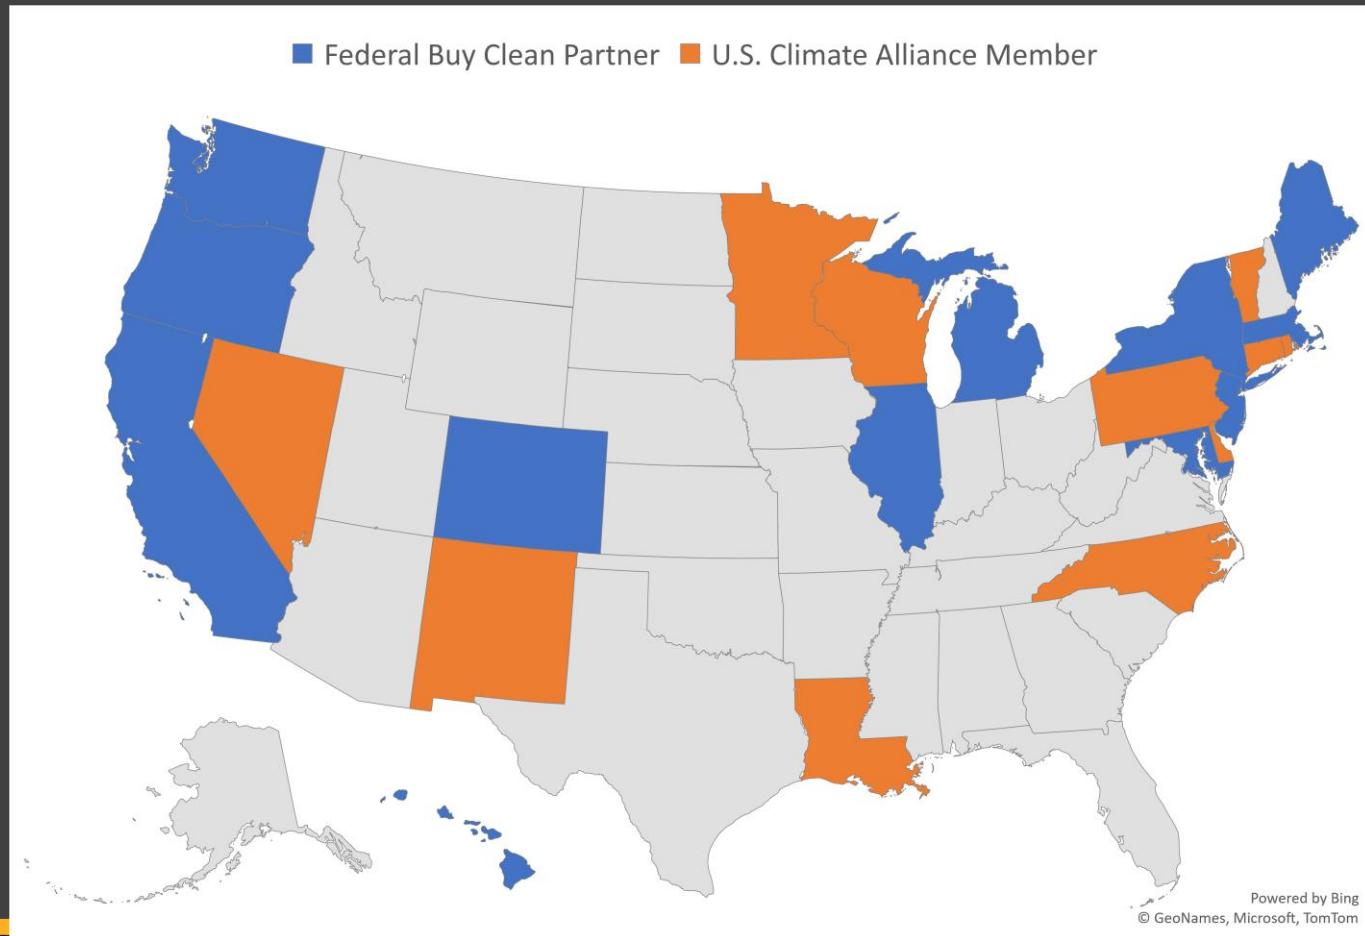 Federal Buy Clean Partner U.S. Climate Alliance Member
Powered by Bing
© GeoNames, Microsoft, TomTom